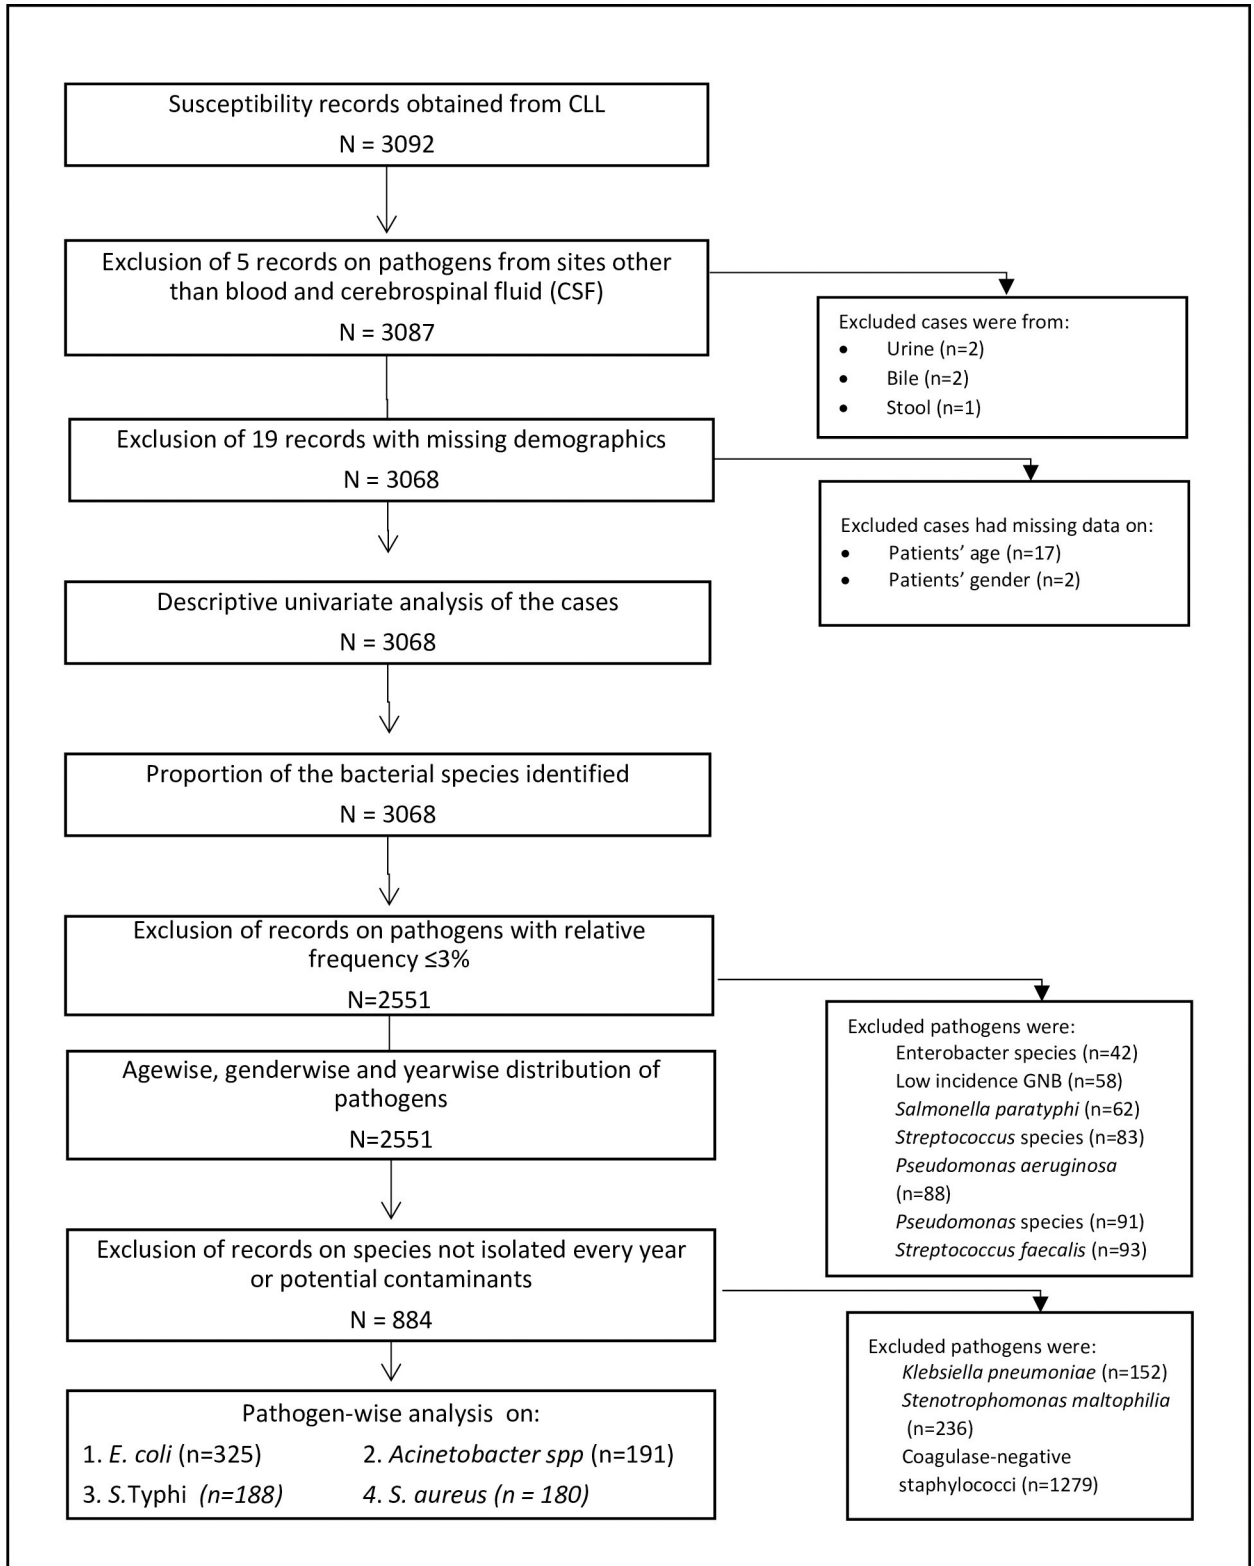 Susceptibility records obtained from CLL
N = 3092
Exclusion of 5 records on pathogens from sites other
than blood and cerebrospinal fluid (CSF)
N = 3087
Excluded cases were from:
• Urine (n=2)
• Bile (n=2)
• Stool (n=1)
Exclusion of 19 records with missing demographics
N = 3068
Excluded cases had missing data on:
• Patients’ age (n=17)
• Patients’ gender (n=2)
Descriptive univariate analysis of the cases
N = 3068
Proportion of the bacterial species identified
N = 3068
Exclusion of records on pathogens with relative
frequency ≤3%
N=2551
Excluded pathogens were:
Enterobacter species (n=42)
Low incidence GNB (n=58)
Salmonella paratyphi (n=62)
Streptococcus species (n=83)
Pseudomonas aeruginosa
(n=88)
Pseudomonas species (n=91)
Streptococcus faecalis (n=93)
Agewise, genderwise and yearwise distribution of
pathogens
N=2551
Exclusion of records on species not isolated every year
or potential contaminants
N = 884
Excluded pathogens were:
Klebsiella pneumoniae (n=152)
Stenotrophomonas maltophilia
(n=236)
Coagulase-negative
staphylococci (n=1279)
Pathogen-wise analysis on:
1. E. coli (n=325) 2. Acinetobacter spp (n=191)
3. S.Typhi (n=188) 4. S. aureus (n = 180)